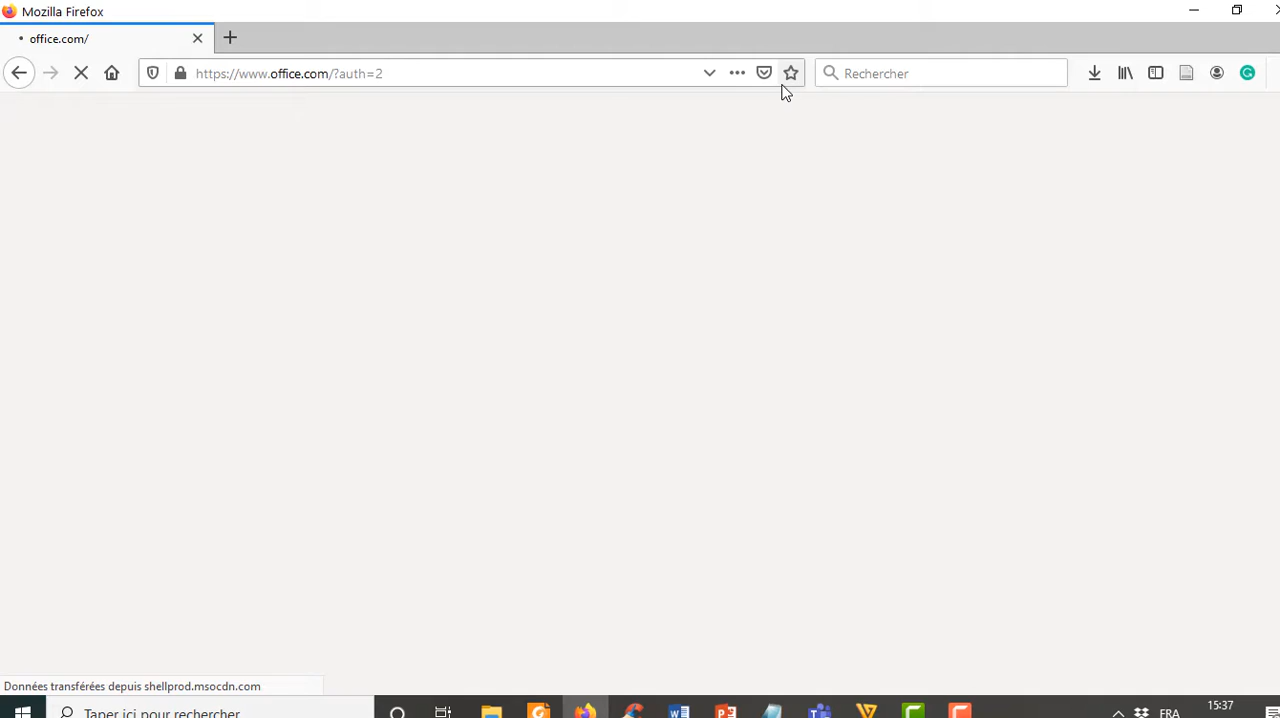 Mozilla Firefox
office.com/
https://www.office.com/?auth=2
Rechercher
Données transférées depuis shellprod.msocdn.com
Taper ici pour rechercher
FRA
15:37